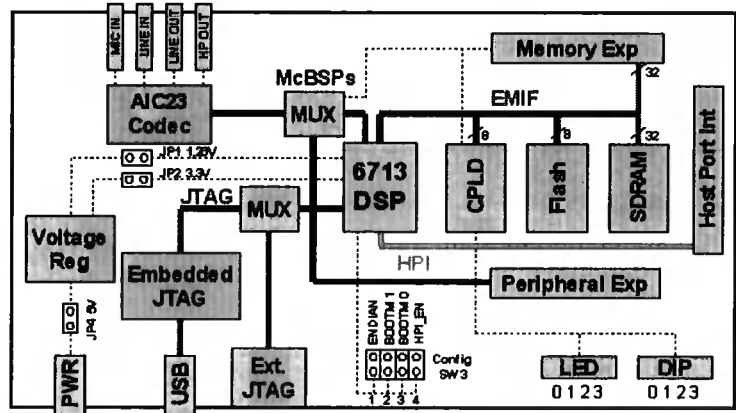 MIC IN
LINE IN
LINE OUT
HP OUT
Memory Exp
32
McBSPs
EMIF
AIC23
Codec
MUX
8
8
32
JP1 1.26V
JP2 3.3V
6713
DSP
CPLD
Flash
SDRAM
Host Port Int
JTAG
MUX
Voltage
Reg
HPI
Embedded
JTAG
Peripheral Exp
JP4 5V
ENDIAN
BOOTM 1
BOOTM 0
HPI_EN
Config
SW3
PWR
USB
Ext.
JTAG
1 2 3 4
LED
DIP
0 1 2 3
0 1 2 3